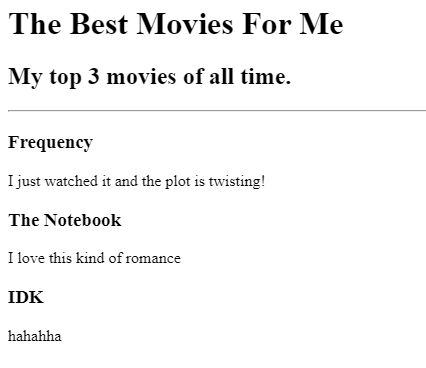 The Best Movies For Me
My top 3 movies of all time.
Frequency
I just watched it and the plot is twisting!
The Notebook
I love this kind of romance
IDK
hahahha